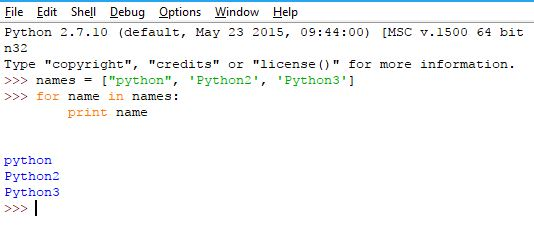 File Edit Shell Debug Options Window Help
Python 2.7.10 (default, May 23 2015, 09:44:00) [MSC v.1500 64 bit
n32
Type "copyright", "credits" or "license()" for more information.
>>> names = ["python", 'Python2', 'Python3']
>>> for name in names:
        print name
python
Python2
Python3
>>>